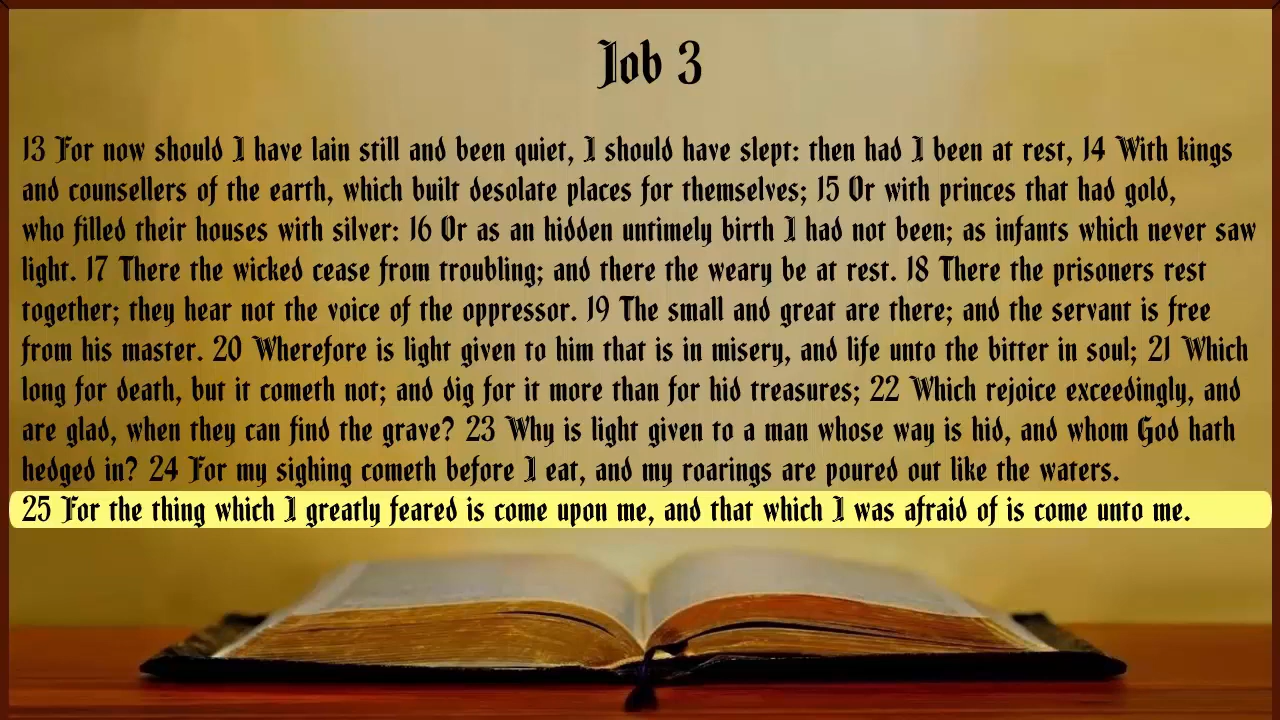 Job 3
13 For now should I have lain still and been quiet, I should have slept: then had I been at rest, 14 With kings
and counsellers of the earth, which built desolate places for themselves; 15 Or with princes that had gold,
who filled their houses with silver: 16 Or as an hidden untimely birth I had not been; as infants which never saw
light. 17 There the wicked cease from troubling; and there the weary be at rest. 18 There the prisoners rest
together; they hear not the voice of the oppressor. 19 The small and great are there; and the servant is free
from his master. 20 Wherefore is light given to him that is in misery, and life unto the bitter in soul; 21 Which
long for death, but it cometh not; and dig for it more than for hid treasures; 22 Which rejoice exceedingly, and
are glad, when they can find the grave? 23 Why is light given to a man whose way is hid, and whom God hath
hedged in? 24 For my sighing cometh before I eat, and my roarings are poured out like the waters.
25 For the thing which I greatly feared is come upon me, and that which I was afraid of is come unto me.